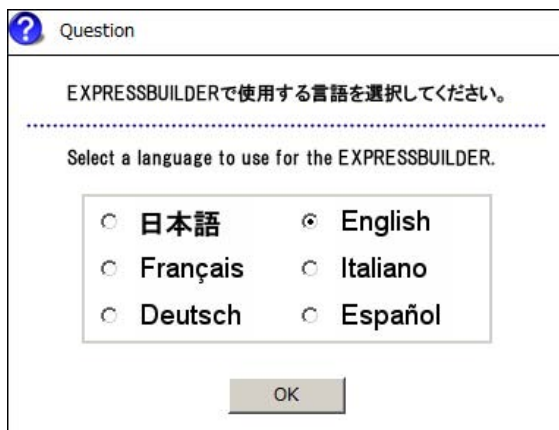 Question
EXPRESSBUILDERで使用する言語を選択してください。
Select a language to use for the EXPRESSBUILDER.
日本語 English
Français Italiano
Deutsch Español
OK